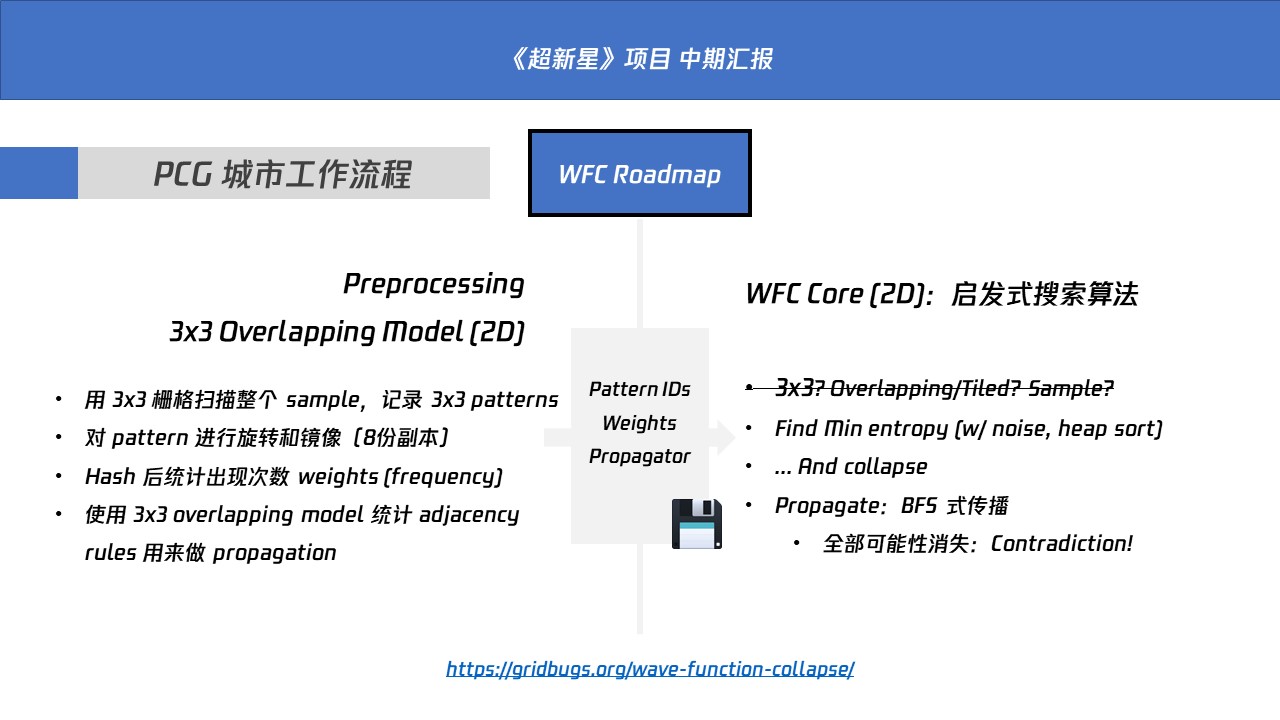 《超新星》项目 中期汇报
PCG 城市工作流程
WFC Roadmap
Preprocessing
3x3 Overlapping Model (2D)
• 用 3x3 栅格扫描整个 sample，记录 3x3 patterns
• 对 pattern 进行旋转和镜像（8份副本）
• Hash 后统计出现次数 weights (frequency)
• 使用 3x3 overlapping model 统计 adjacency
rules 用来做 propagation
Pattern IDs
Weights
Propagator
WFC Core (2D)：启发式搜索算法
• 3x3? Overlapping/Tiled? Sample?
• Find Min entropy (w/ noise, heap sort)
• ... And collapse
• Propagate：BFS 式传播
• 全部可能性消失：Contradiction!
https://gridbugs.org/wave-function-collapse/